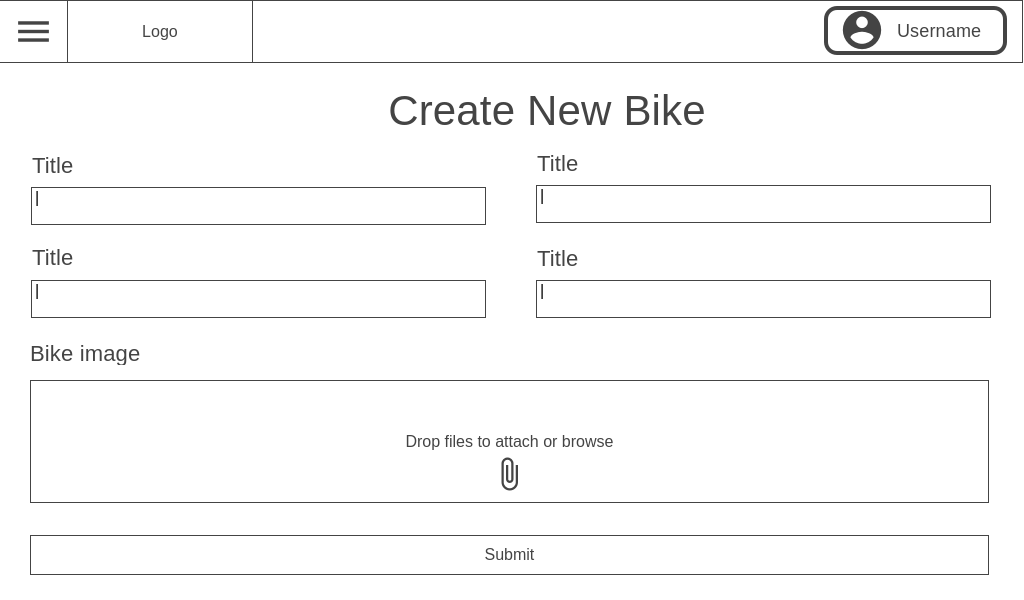 Logo
Username
Create New Bike
Title
Title
Title
Title
Bike image
Drop files to attach or browse
Submit